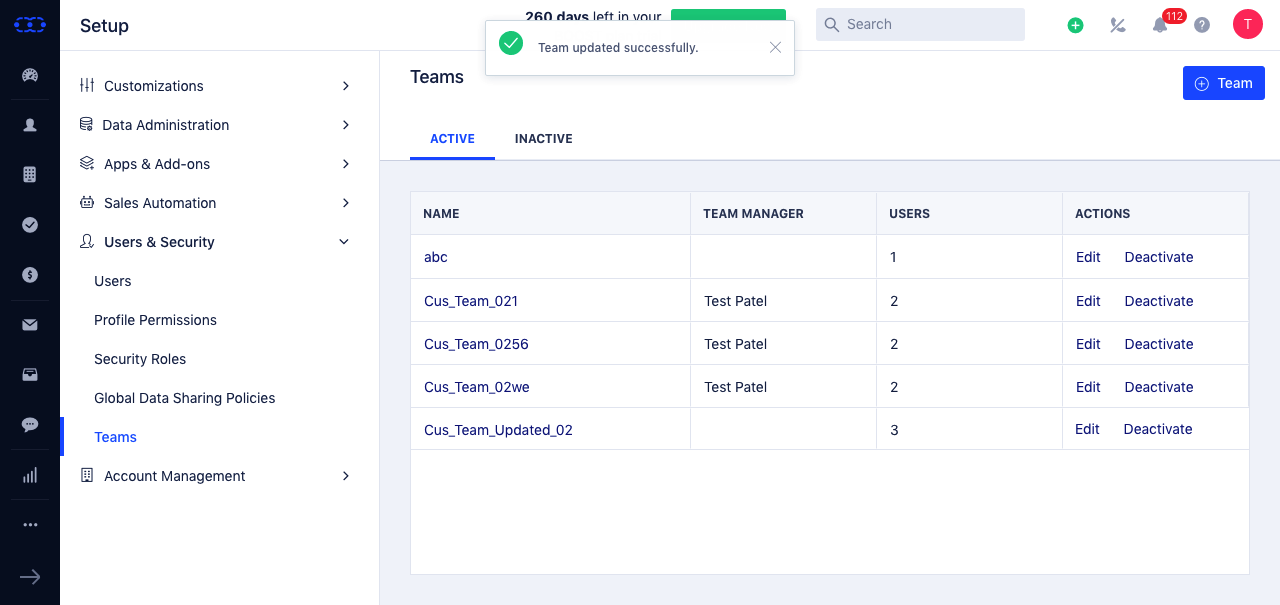 Setup
260 days left in your
Team updated successfully.
Search
112
T
Customizations
Data Administration
Apps & Add-ons
Sales Automation
Users & Security
Users
Profile Permissions
Security Roles
Global Data Sharing Policies
Teams
Account Management
Teams
Team
ACTIVE INACTIVE
NAME TEAM MANAGER USERS ACTIONS
abc 1 Edit Deactivate
Cus_Team_021 Test Patel 2 Edit Deactivate
Cus_Team_0256 Test Patel 2 Edit Deactivate
Cus_Team_02we Test Patel 2 Edit Deactivate
Cus_Team_Updated_02 3 Edit Deactivate